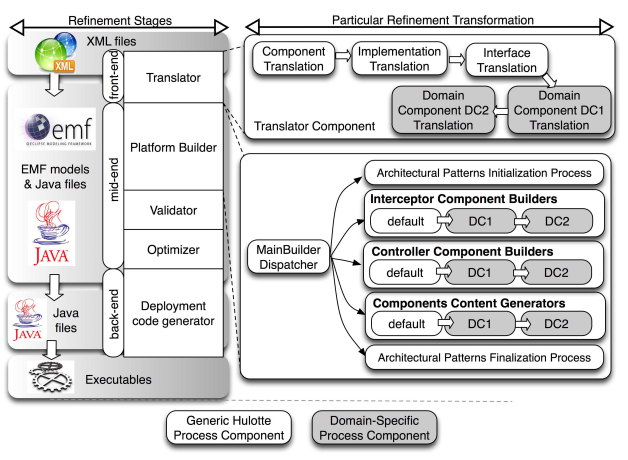 Refinement Stages
Particular Refinement Transformation
XML files
XML
front-end
Translator
emf
ECLIPSE MODELING FRAMEWORK
EMF models
& Java files
JAVA
mid-end
Platform Builder
Validator
Optimizer
Java
files
JAVA
back-end
Deployment
code generator
Executables
Component
Translation
Implementation
Translation
Interface
Translation
Domain
Component DC2
Translation
Domain
Component DC1
Translation
Translator Component
MainBuilder
Dispatcher
Architectural Patterns Initialization Process
Interceptor Component Builders
default
DC1
DC2
Controller Component Builders
default
DC1
DC2
Components Content Generators
default
DC1
DC2
Architectural Patterns Finalization Process
Generic Hulotte
Process Component
Domain-Specific
Process Component